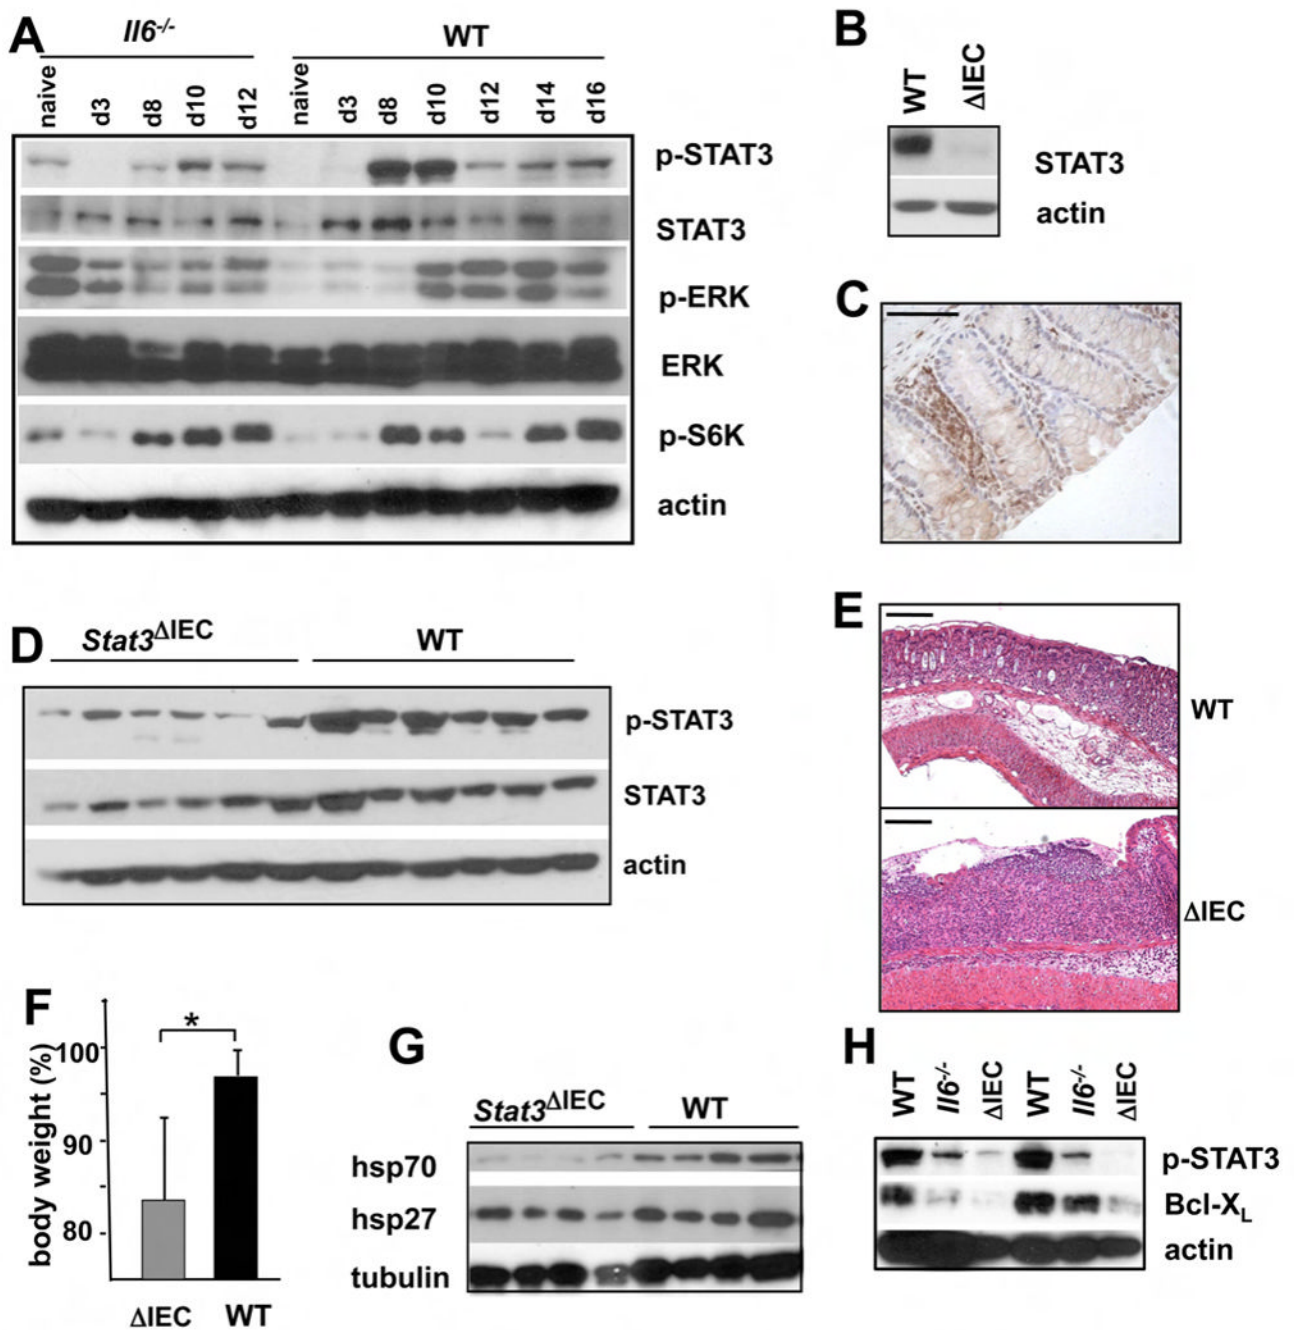 A
Il6-/-
WT
naive
d3
d8
d10
d12
naive
d3
d8
d10
d12
d14
d16
p-STAT3
STAT3
p-ERK
ERK
p-S6K
actin
B
WT
ΔIEC
STAT3
actin
C
D
Stat3ΔIEC
WT
p-STAT3
STAT3
actin
E
WT
ΔIEC
F
body weight (%)
100
90
80
*
ΔIEC
WT
G
Stat3ΔIEC
WT
hsp70
hsp27
tubulin
H
WT
Il6-/-
ΔIEC
WT
Il6-/-
ΔIEC
p-STAT3
Bcl-XL
actin